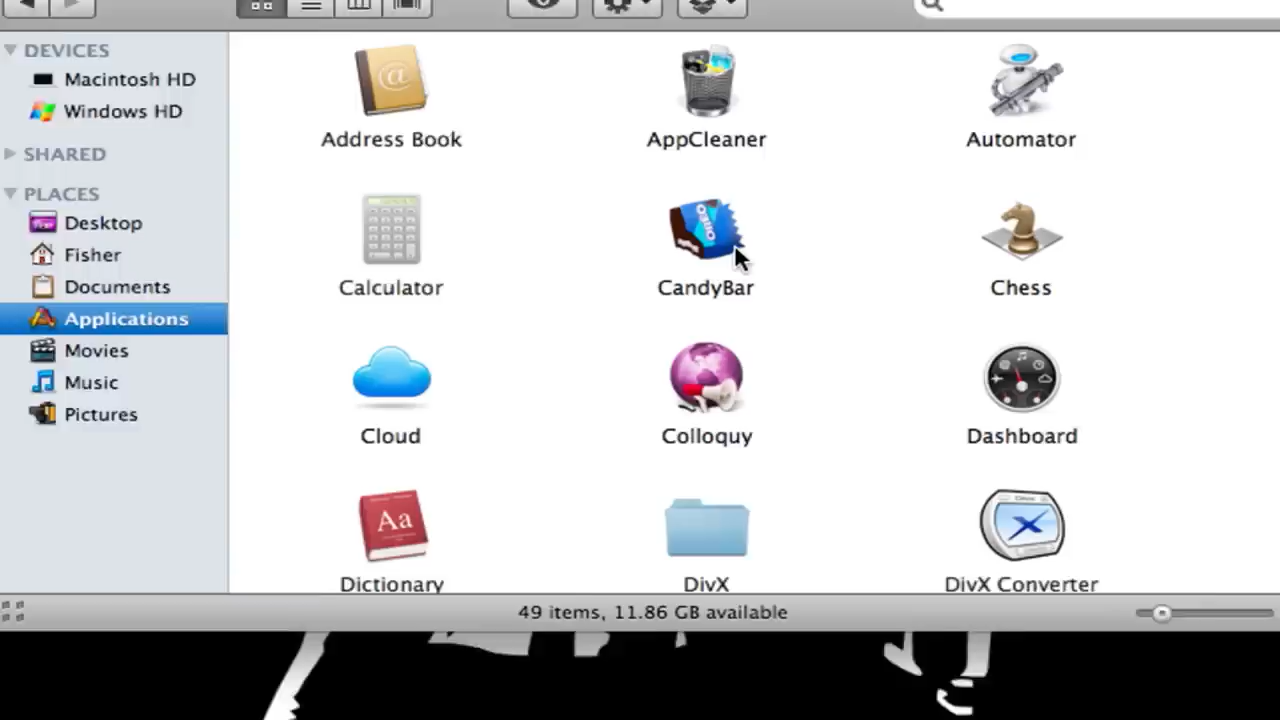 DEVICES
Macintosh HD
Windows HD
SHARED
PLACES
Desktop
Fisher
Documents
Applications
Movies
Music
Pictures
Address Book
AppCleaner
Automator
Calculator
CandyBar
Chess
Cloud
Colloquy
Dashboard
Aa
Dictionary
DivX
DivX Converter
49 items, 11.86 GB available